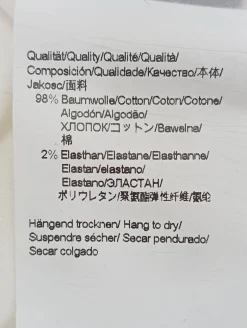 Qualität/Quality/Qualité/Qualità/
Composición/Qualidade/Качество/本体/
Jakosc/面料
98% Baumwolle/Cotton/Coton/Cotone/
Algodón/Algodão/
ХЛОПОК/コットン/Bawełna/
棉
2% Elasthan/Elastane/Elasthanne/
Elastan/elastano/
Elastano/ЭЛАСТАН/
ポリウレタン/聚氨酯弹性纤维/氨纶
Hängend trocknen/ Hang to dry/
Suspendre sécher/ Secar pendurado/
Secar colgado